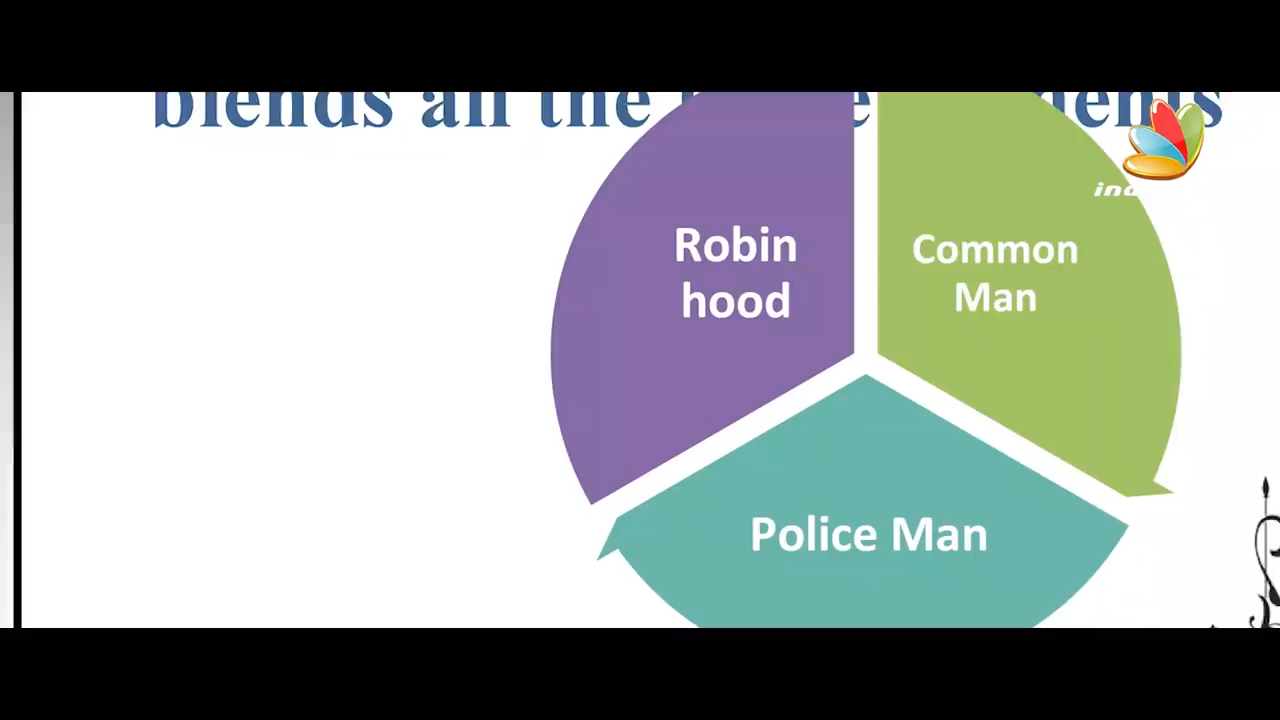 blends all the
Robin
hood
Common
Man
Police Man